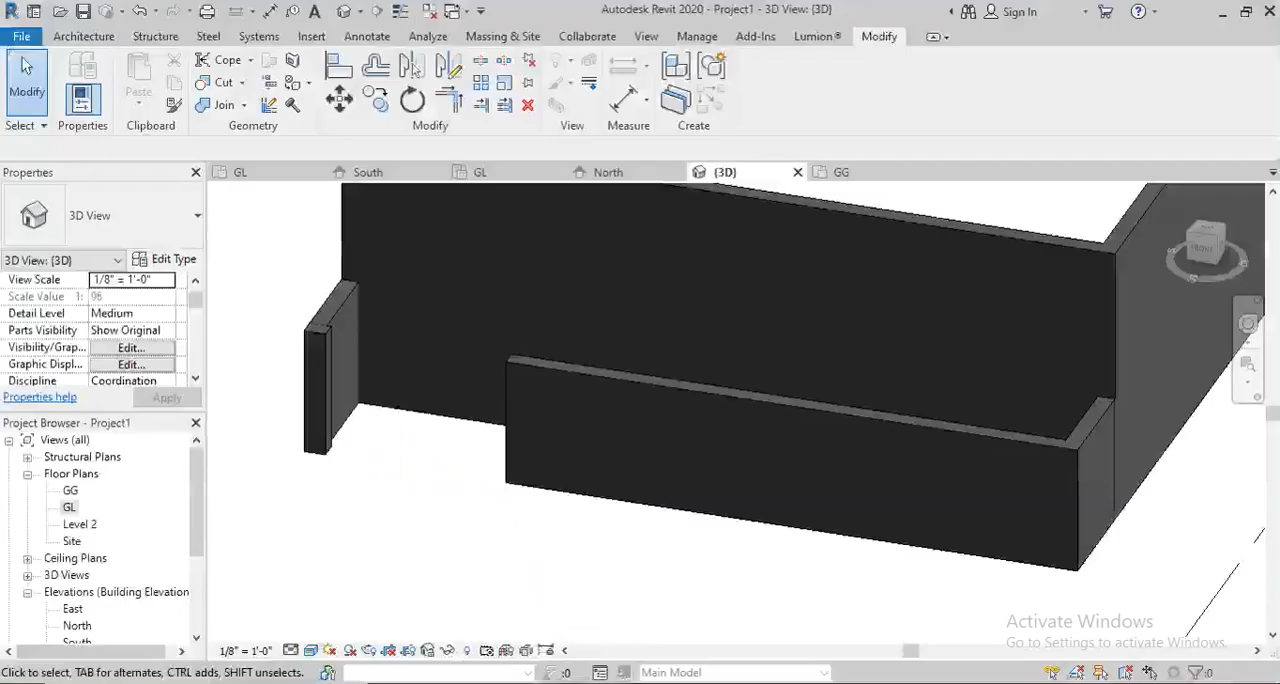 Autodesk Revit 2020 - Project1 - 3D View: {3D}
Sign In
File Architecture Structure Steel Systems Insert Annotate Analyze Massing & Site Collaborate View Manage Add-Ins Lumion® Modify
Modify
Paste
Cope
Cut
Join
Select Properties Clipboard Geometry Modify View Measure Create
Properties
GL South GL North {3D} GG
3D View
3D View: {3D} Edit Type
View Scale 1/8" = 1'-0"
Scale Value 1: 96
Detail Level Medium
Parts Visibility Show Original
Visibility/Grap... Edit...
Graphic Displ... Edit...
Discipline Coordination
Properties help Apply
Project Browser - Project1
Views (all)
Structural Plans
Floor Plans
GG
GL
Level 2
Site
Ceiling Plans
3D Views
Elevations (Building Elevation
East
North
South
FRONT
Activate Windows
Go to Settings to activate Windows.
1/8" = 1'-0"
Click to select, TAB for alternates, CTRL adds, SHIFT unselects. :0 Main Model :0